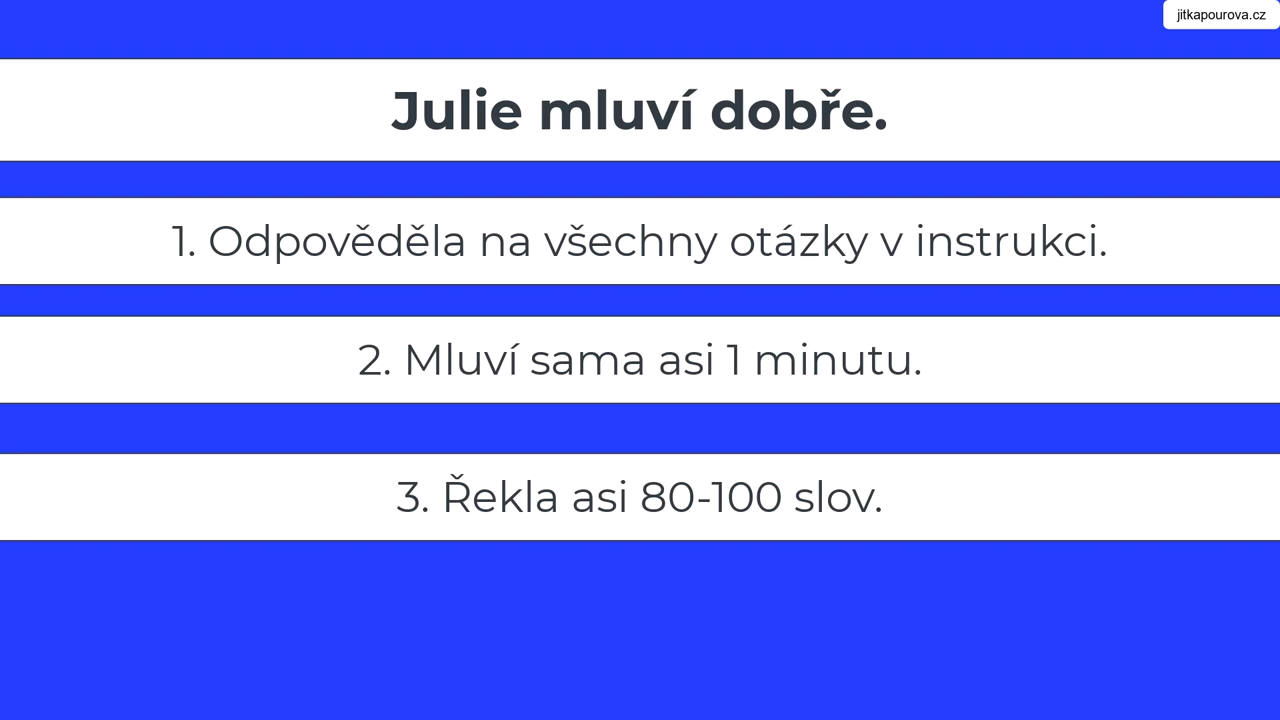 jitkapourova.cz
Julie mluví dobře.
1. Odpověděla na všechny otázky v instrukci.
2. Mluví sama asi 1 minutu.
3. Řekla asi 80-100 slov.